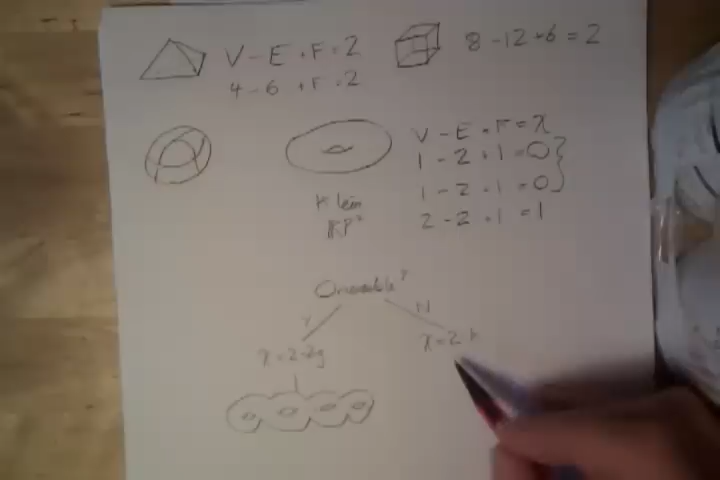 V - E + F = 2
8 - 12 + 6 = 2
4 - 6 + F = 2
V - E + F = χ
1 - 2 + 1 = 0
Klein
1 - 2 + 1 = 0
RP²
2 - 2 + 1 = 1
Orientable?
Y
N
χ = 2 - 2g
χ = 2 -